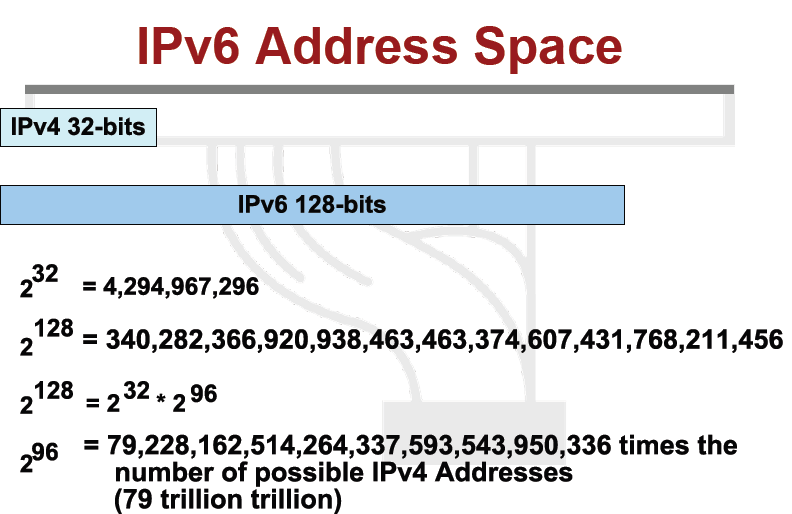 IPv6 Address Space
IPv4 32-bits
IPv6 128-bits
2^32 = 4,294,967,296
2^128 = 340,282,366,920,938,463,463,374,607,431,768,211,456
2^128 = 2^32 * 2^96
2^96 = 79,228,162,514,264,337,593,543,950,336 times the
number of possible IPv4 Addresses
(79 trillion trillion)